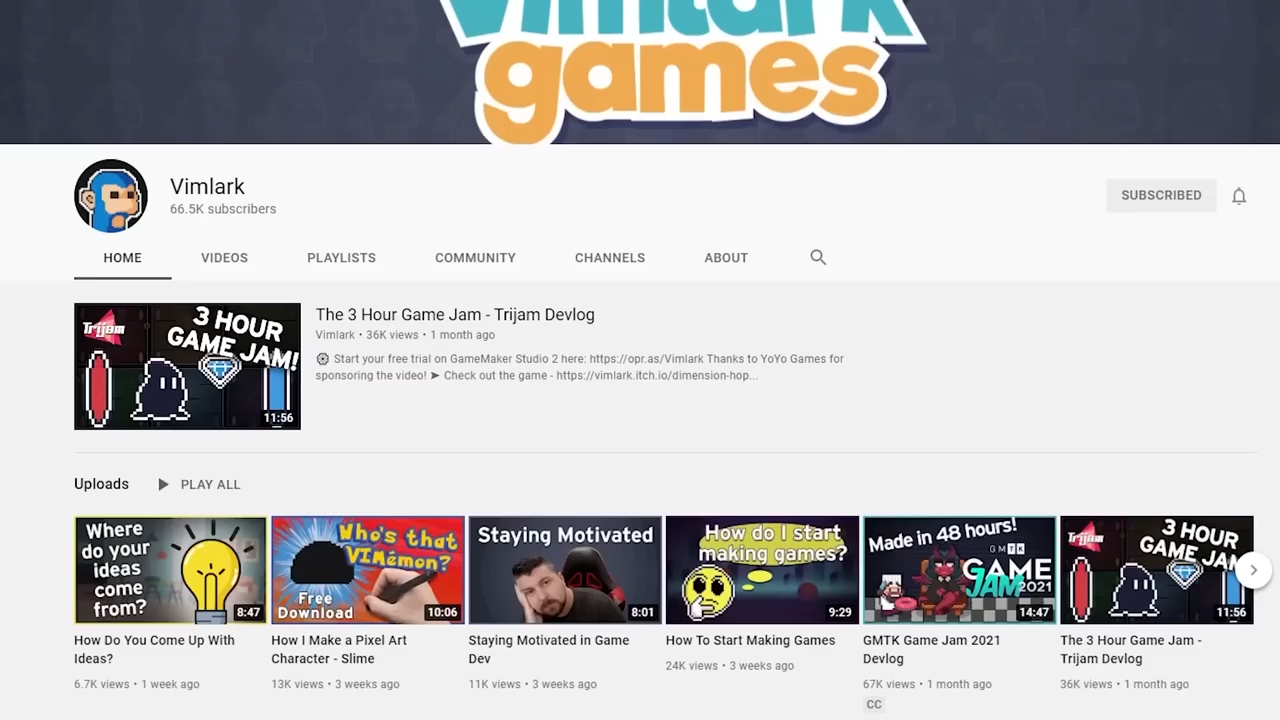 Vimlark
games
Vimlark
66.5K subscribers
SUBSCRIBED
HOME VIDEOS PLAYLISTS COMMUNITY CHANNELS ABOUT
Trijam
3 HOUR
GAME JAM!
11:56
The 3 Hour Game Jam - Trijam Devlog
Vimlark • 36K views • 1 month ago
Start your free trial on GameMaker Studio 2 here: https://opr.as/Vimlark Thanks to YoYo Games for
sponsoring the video! ► Check out the game - https://vimlark.itch.io/dimension-hop...
Uploads PLAY ALL
Where
do your
ideas
come
from?
8:47
How Do You Come Up With
Ideas?
6.7K views • 1 week ago
Who's that
VIMémon?
Free
Download
10:06
How I Make a Pixel Art
Character - Slime
13K views • 3 weeks ago
Staying Motivated
8:01
Staying Motivated in Game
Dev
11K views • 3 weeks ago
How do I start
making games?
9:29
How To Start Making Games
24K views • 3 weeks ago
Made in 48 hours!
GMTK
GAME
JAM 2021
14:47
GMTK Game Jam 2021
Devlog
67K views • 1 month ago
CC
Trijam
3 HOUR
GAME JAM
11:56
The 3 Hour Game Jam -
Trijam Devlog
36K views • 1 month ago